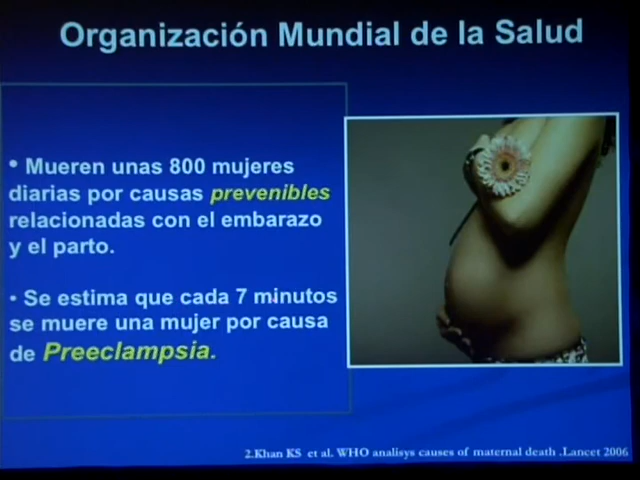 Organización Mundial de la Salud
• Mueren unas 800 mujeres
diarias por causas prevenibles
relacionadas con el embarazo
y el parto.
• Se estima que cada 7 minutos
se muere una mujer por causa
de Preeclampsia.
2.Khan KS et al. WHO analisys causes of maternal death .Lancet 2006